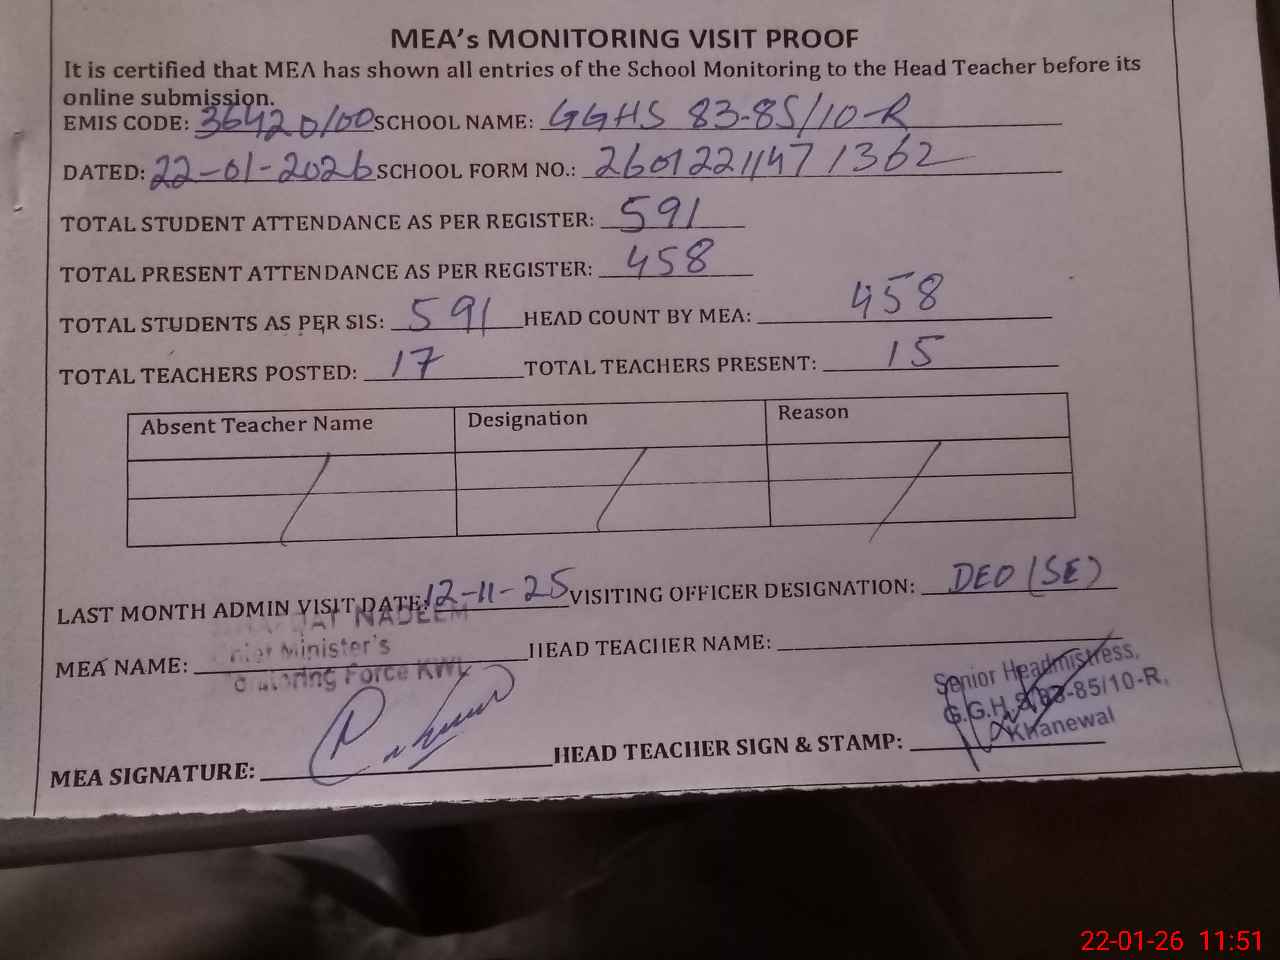 MEA's MONITORING VISIT PROOF
It is certified that MEA has shown all entries of the School Monitoring to the Head Teacher before its
online submission.
EMIS CODE: 36420100 SCHOOL NAME: GGHS 83-85/10-R
DATED: 22-01-2026 SCHOOL FORM NO.: 2601221147 1362
TOTAL STUDENT ATTENDANCE AS PER REGISTER: 591
TOTAL PRESENT ATTENDANCE AS PER REGISTER: 458
TOTAL STUDENTS AS PER SIS: 591 HEAD COUNT BY MEA: 458
TOTAL TEACHERS POSTED: 17 TOTAL TEACHERS PRESENT: 15
Absent Teacher Name Designation Reason
LAST MONTH ADMIN VISIT DATE: 12-11-25 VISITING OFFICER DESIGNATION: DEO (SE)
NADEEM
MEA NAME: Minister's HEAD TEACHER NAME:
Force KWL
Senior Headmistress,
G.G.H.S 83-85/10-R,
Khanewal
MEA SIGNATURE: HEAD TEACHER SIGN & STAMP:
22-01-26 11:51